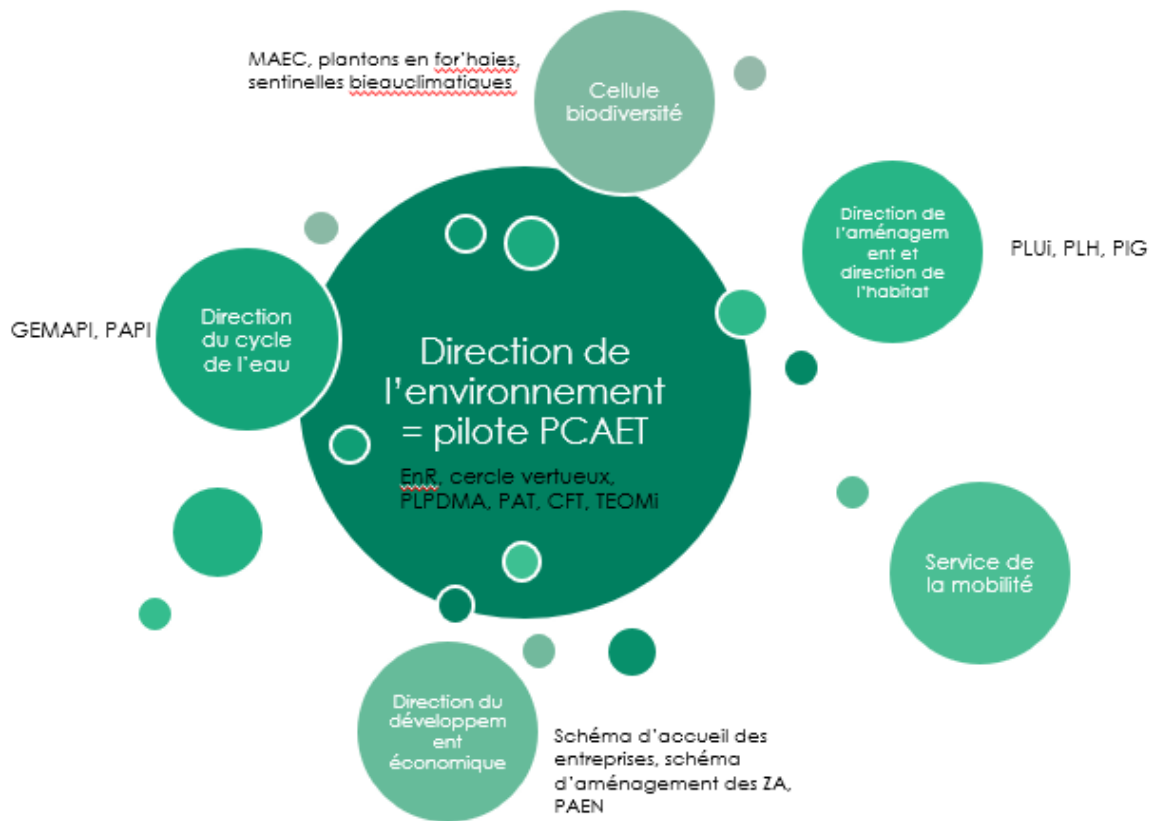 MAEC, plantons en for'haies,
sentinelles bieauclimatiques
Cellule
biodiversité
Direction de
l'aménagem
ent et
direction de
l'habitat
PLUi, PLH, PIG
Direction
du cycle
de l'eau
GEMAPI, PAPI
Direction de
l'environnement
= pilote PCAET
EnR, cercle vertueux,
PLPDMA, PAT, CFT, TEOMi
Service de
la mobilité
Direction du
développem
ent
économique
Schéma d'accueil des
entreprises, schéma
d'aménagement des ZA,
PAEN